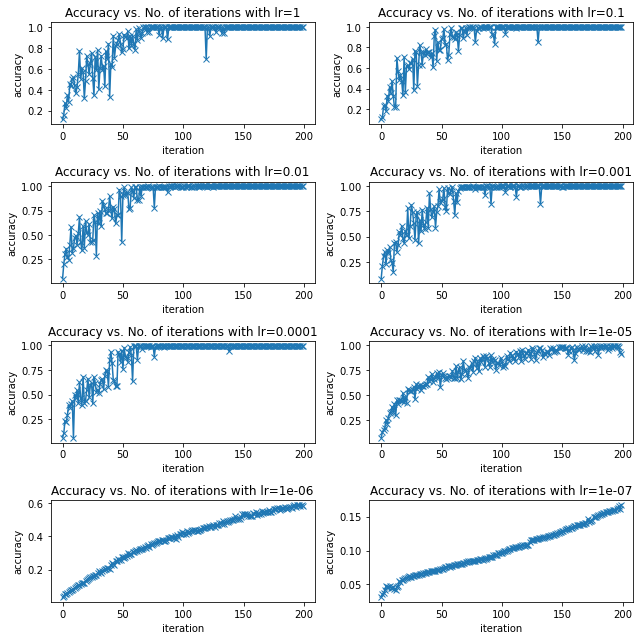 Accuracy vs. No. of iterations with lr=1
Accuracy vs. No. of iterations with lr=0.1
1.0
0.8
0.6
0.4
0.2
accuracy
0 50 100 150 200
iteration
1.0
0.8
0.6
0.4
0.2
accuracy
0 50 100 150 200
iteration
Accuracy vs. No. of iterations with lr=0.01
Accuracy vs. No. of iterations with lr=0.001
1.00
0.75
0.50
0.25
accuracy
0 50 100 150 200
iteration
1.00
0.75
0.50
0.25
accuracy
0 50 100 150 200
iteration
Accuracy vs. No. of iterations with lr=0.0001
Accuracy vs. No. of iterations with lr=1e-05
1.00
0.75
0.50
0.25
accuracy
0 50 100 150 200
iteration
1.00
0.75
0.50
0.25
accuracy
0 50 100 150 200
iteration
Accuracy vs. No. of iterations with lr=1e-06
Accuracy vs. No. of iterations with lr=1e-07
0.6
0.4
0.2
accuracy
0 50 100 150 200
iteration
0.15
0.10
0.05
accuracy
0 50 100 150 200
iteration